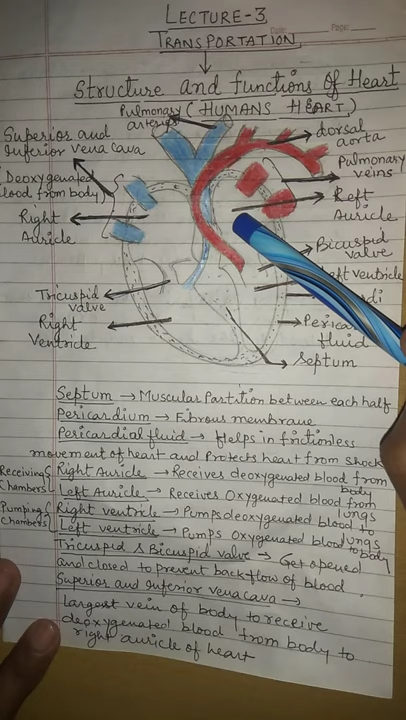 LECTURE-3
Date:
Page:
TRANSPORTATION
Structure and functions of Heart
(HUMANS HEART)
Pulmonary
arteries
dorsal
aorta
Superior and
Inferior vena cava
(Deoxygenated
blood from body)
Pulmonary
veins
Right
Auricle
Left
Auricle
Bicuspid
valve
Left ventricle
Tricuspid
valve
Right
Ventricle
fluid
Septum
Septum → Muscular Partition between each half
Pericardium → Fibrous membrane
Pericardial fluid → Helps in frictionless
movement of heart and Protects heart from shock
Receiving
Chambers
Right Auricle → Receives deoxygenated blood from
body
Left Auricle → Receives Oxygenated blood from
lungs
Pumping
Chambers
Right ventricle → Pumps deoxygenated blood to
lungs
Left ventricle → Pumps Oxygenated blood to body
Tricuspid & Bicuspid valve → Get opened
and closed to prevent back flow of blood.
Superior and Inferior venacava →
largest vein of body to receive
deoxygenated blood from body to
right auricle of heart